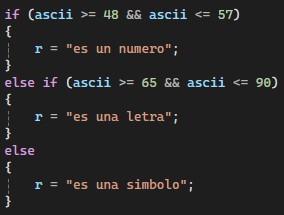 if (ascii >= 48 && ascii <= 57)
{
    r = "es un numero";
}
else if (ascii >= 65 && ascii <= 90)
{
    r = "es una letra";
}
else
{
    r = "es una simbolo";
}